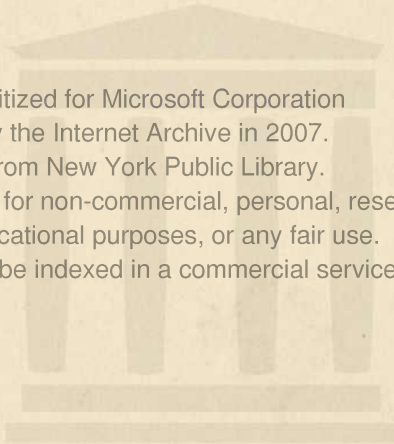 itized for Microsoft Corporation
y the Internet Archive in 2007.
rom New York Public Library.
for non-commercial, personal, rese
cational purposes, or any fair use.
be indexed in a commercial service